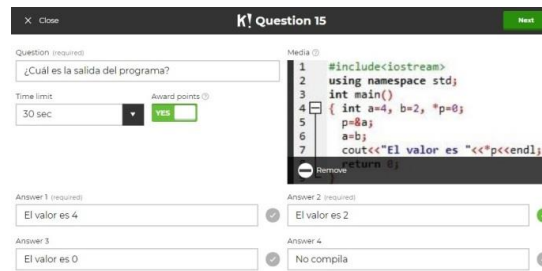 Close
K! Question 15
Next
Question (required)
¿Cuál es la salida del programa?
Time limit
30 sec
Award points
YES
Media
1 #include<iostream>
2 using namespace std;
3 int main()
4 { int a=4, b=2, *p=0;
5 p=&a;
6 a=b;
7 cout<<"El valor es "<<*p<<endl;
return 0;
Remove
Answer 1 (required)
El valor es 4
Answer 2 (required)
El valor es 2
Answer 3
El valor es 0
Answer 4
No compila